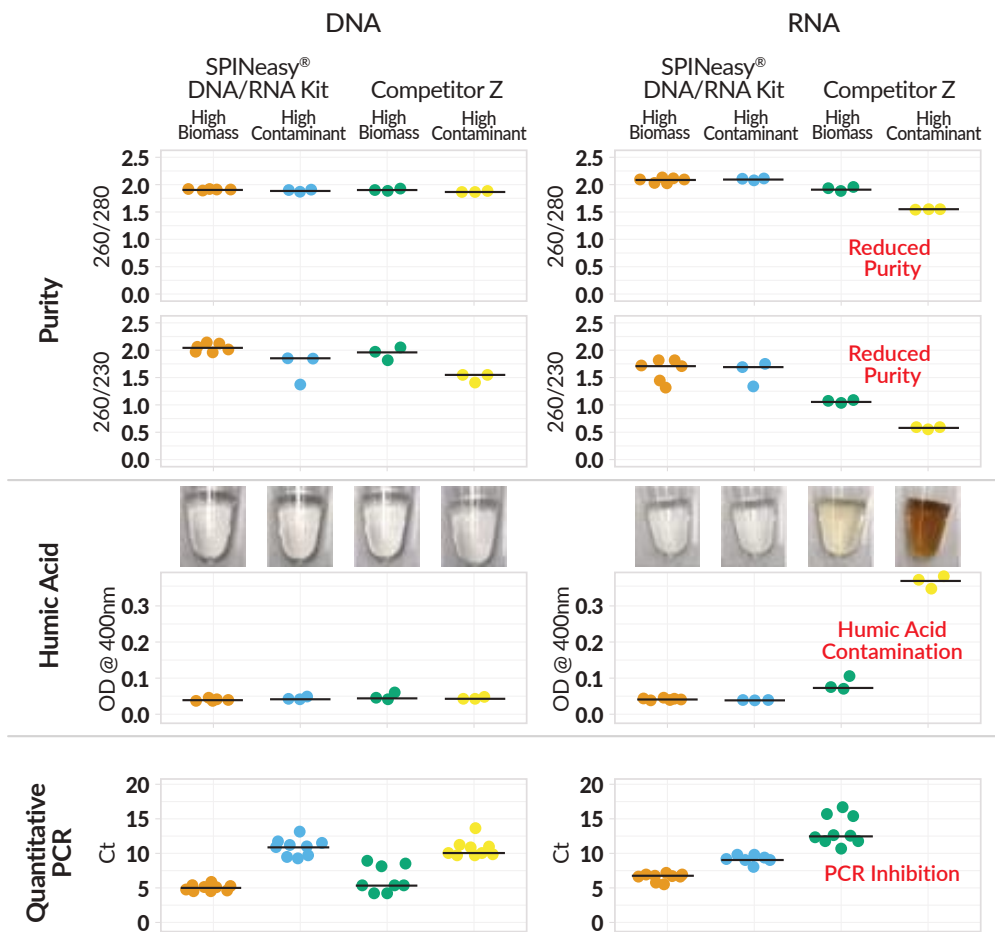 DNA
RNA
SPINeasy®
DNA/RNA Kit
Competitor Z
SPINeasy®
DNA/RNA Kit
Competitor Z
High
Biomass
High
Contaminant
High
Biomass
High
Contaminant
High
Biomass
High
Contaminant
High
Biomass
High
Contaminant
Purity
260/280
2.5
2.0
1.5
1.0
0.5
0.0
260/280
2.5
2.0
1.5
1.0
0.5
0.0
Reduced
Purity
260/230
2.5
2.0
1.5
1.0
0.5
0.0
260/230
2.5
2.0
1.5
1.0
0.5
0.0
Reduced
Purity
Humic Acid
OD @ 400nm
0.3
0.2
0.1
0.0
OD @ 400nm
0.3
0.2
0.1
0.0
Humic Acid
Contamination
Quantitative
PCR
Ct
20
15
10
5
0
Ct
20
15
10
5
0
PCR Inhibition